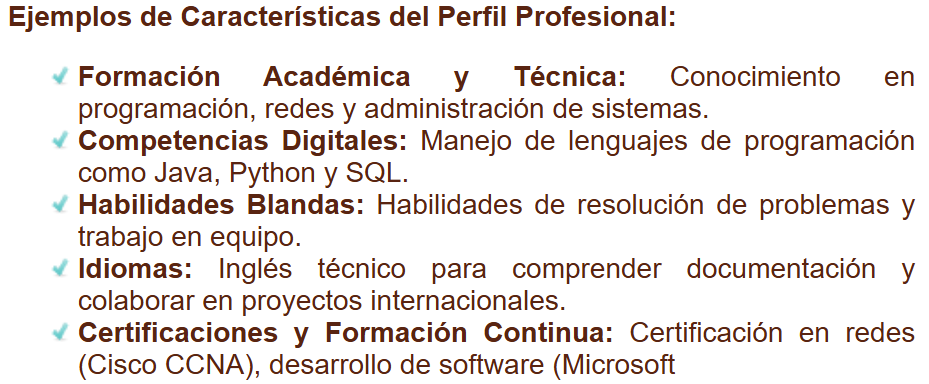 Ejemplos de Características del Perfil Profesional:
Formación Académica y Técnica: Conocimiento en
programación, redes y administración de sistemas.
Competencias Digitales: Manejo de lenguajes de programación
como Java, Python y SQL.
Habilidades Blandas: Habilidades de resolución de problemas y
trabajo en equipo.
Idiomas: Inglés técnico para comprender documentación y
colaborar en proyectos internacionales.
Certificaciones y Formación Continua: Certificación en redes
(Cisco CCNA), desarrollo de software (Microsoft